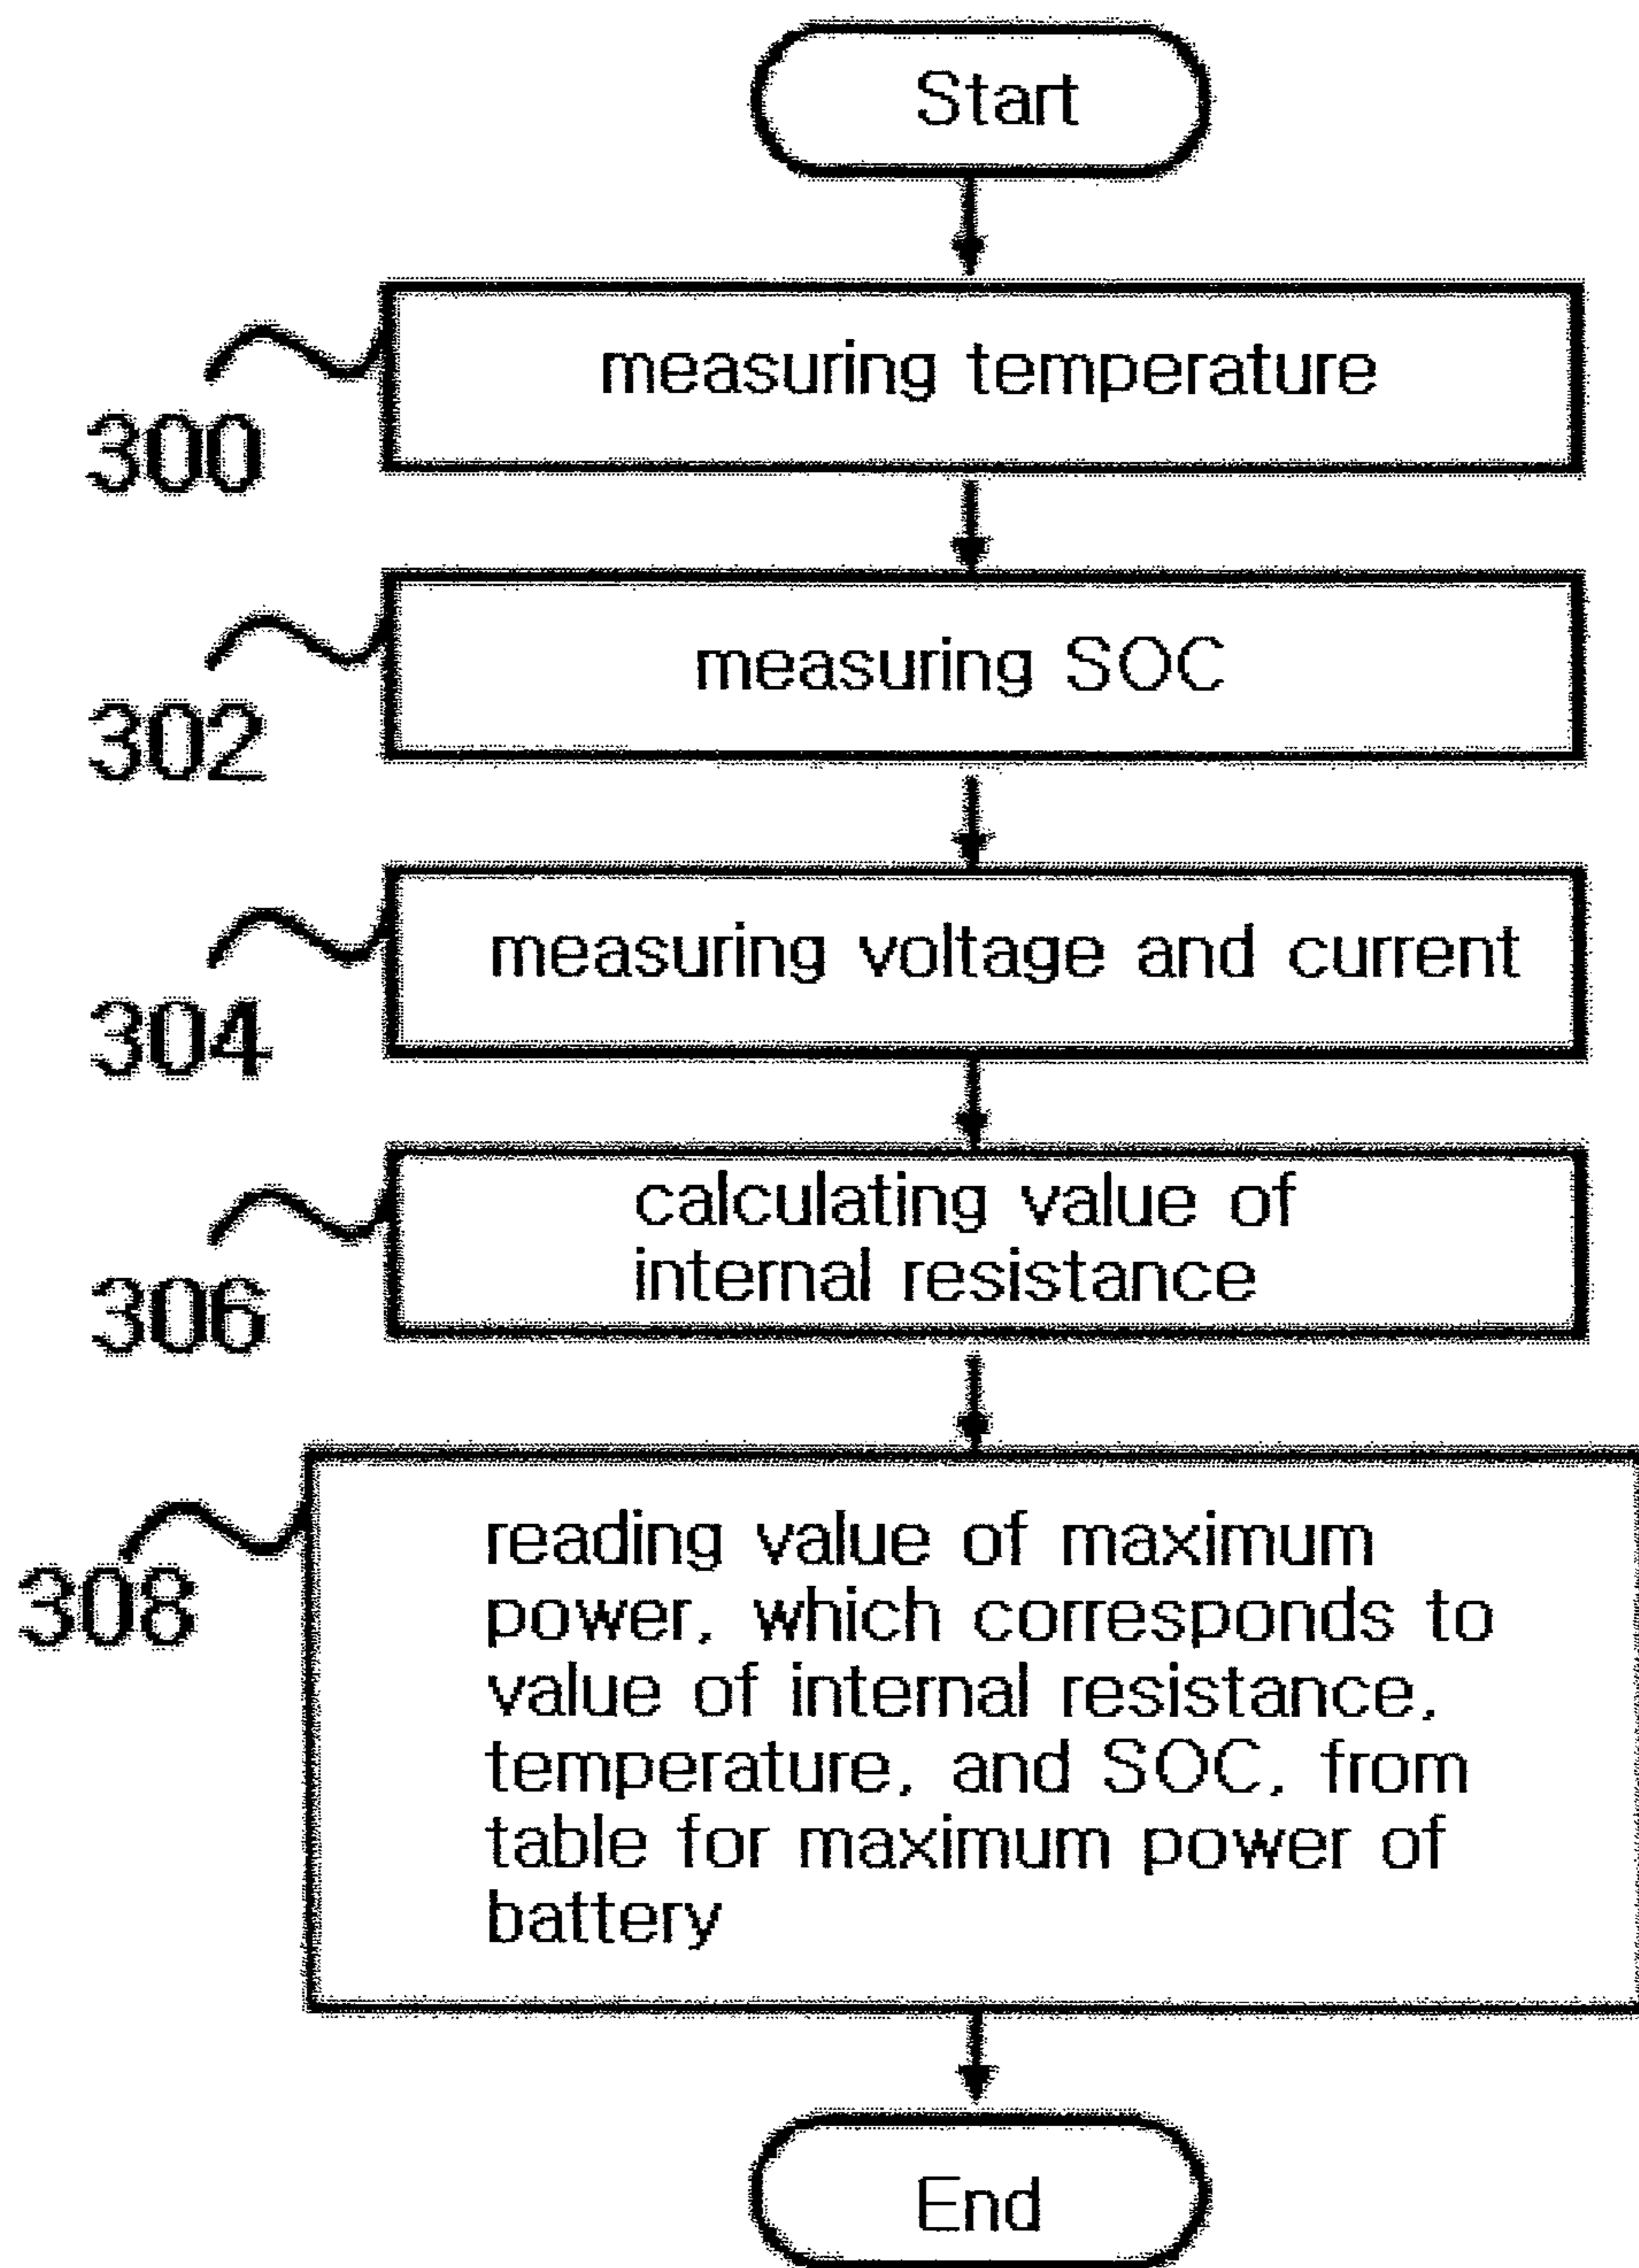 Start
measuring temperature
300
measuring SOC
302
measuring voltage and current
304
calculating value of
internal resistance
306
reading value of maximum
power, which corresponds to
value of internal resistance,
temperature, and SOC, from
table for maximum power of
battery
308
End